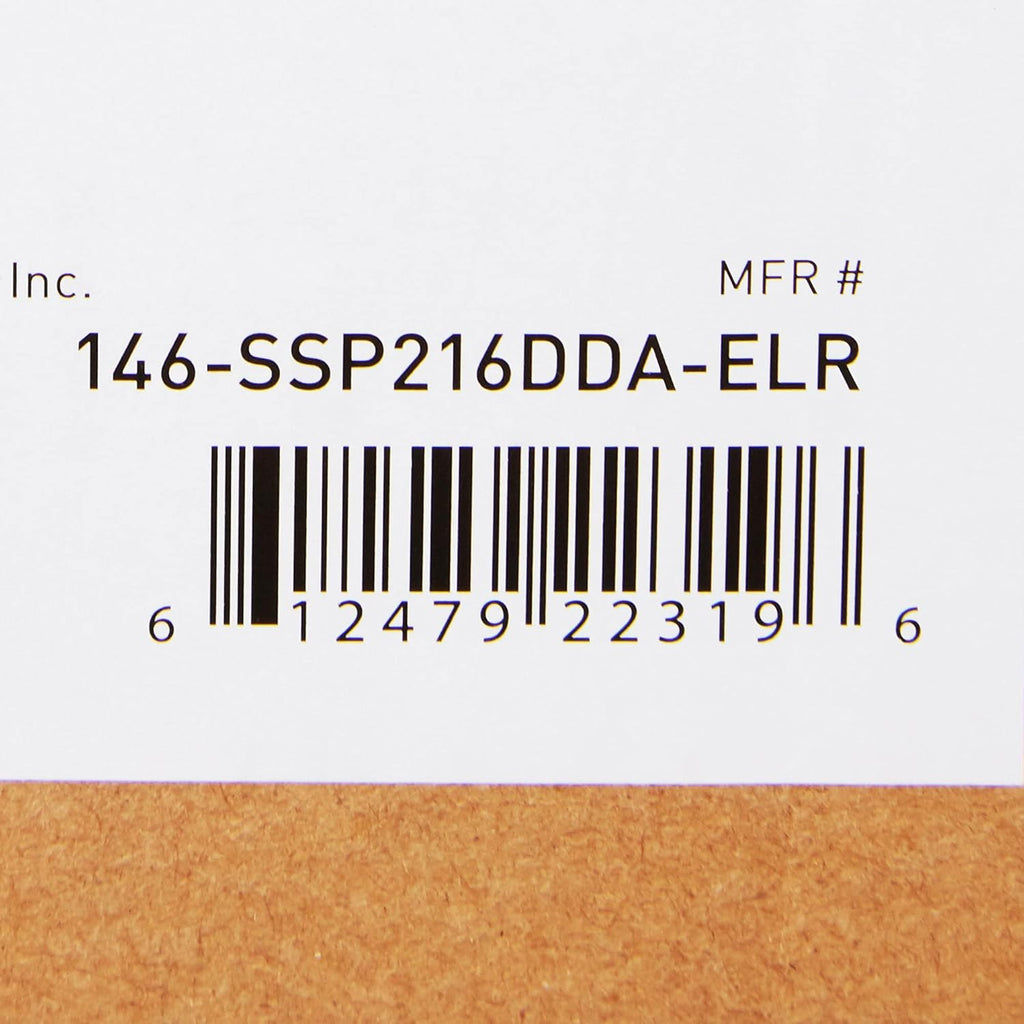 Inc. MFR #
146-SSP216DDA-ELR
6 12479 22319 6